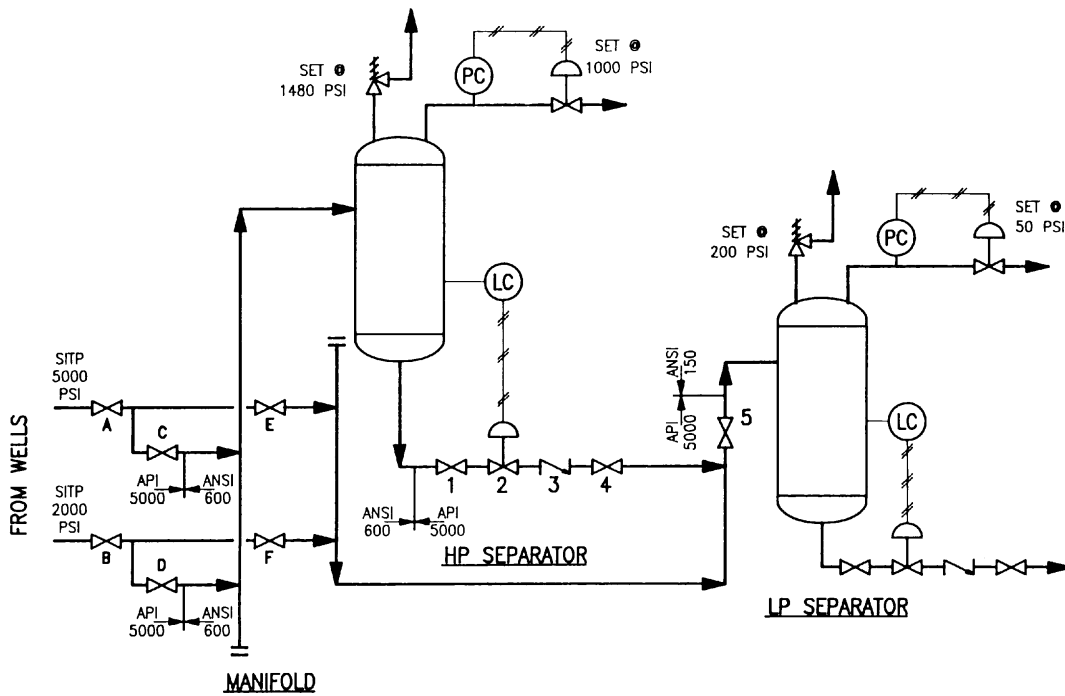 SET @
1480 PSI
PC
SET @
1000 PSI
SET @
200 PSI
PC
SET @
50 PSI
LC
LC
FROM WELLS
SITP
5000
PSI
A
C
E
API
5000
ANSI
600
SITP
2000
PSI
B
D
F
API
5000
ANSI
600
ANSI
600
API
5000
1
2
3
4
5
ANSI
150
API
5000
HP SEPARATOR
LP SEPARATOR
MANIFOLD